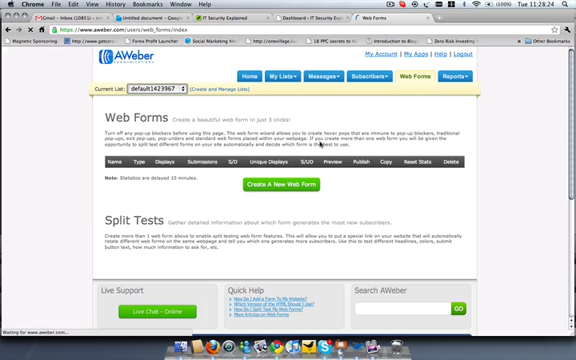 Chrome File Edit View History Bookmarks Window Help
Tue 11:28:24
Gmail - Inbox (10851)
Untitled document - Google
IT Security Explained
Dashboard - IT Security Exp
Web Forms
https://www.aweber.com/users/web_forms/index
Magnetic Sponsoring
http://www.getsers
Forex Profit Launcher
Social Marketing Me
http://onevillage.for
18 PPC secrets to H
Independent Invest
Zero Risk Investing
Other Bookmarks
AWeber
My Account | My Apps | Help | Logout
Home My Lists Messages Subscribers Web Forms Reports
Current List: default1423967 (Create and Manage Lists)
Web Forms Create a beautiful web form in just 3 clicks!
Turn off any pop-up blockers before using this page. The web form wizard allows you to create hover pops that are immune to pop-up blockers, traditional
pop-ups, exit pop-ups, pop-unders and standard web forms placed within your webpage. If you create more than one web form you will be given the
opportunity to split test different forms on your site automatically and decide which form is the best to use.
Name Type Displays Submissions S/D Unique Displays S/UD Preview Publish Copy Reset Stats Delete
Note: Statistics are delayed 10 minutes.
Create A New Web Form
Split Tests Gather detailed information about which form generates the most new subscribers.
Create more than 1 web form above to enable split testing web form features. This will allow you to put a special link on your website that will automatically
rotate different web forms on the same webpage and tell you which one generates more subscribers. Use this to test different headlines, colors, submit
button text, how much information to ask for, etc.
Live Support
Live Chat - Online
Quick Help
How Do I Add a Form To My Website?
Which Version of the HTML Should I Use?
How Do I Split Test My Web Forms?
More Articles on Web Forms
Search AWeber
GO
Waiting for www.aweber.com...